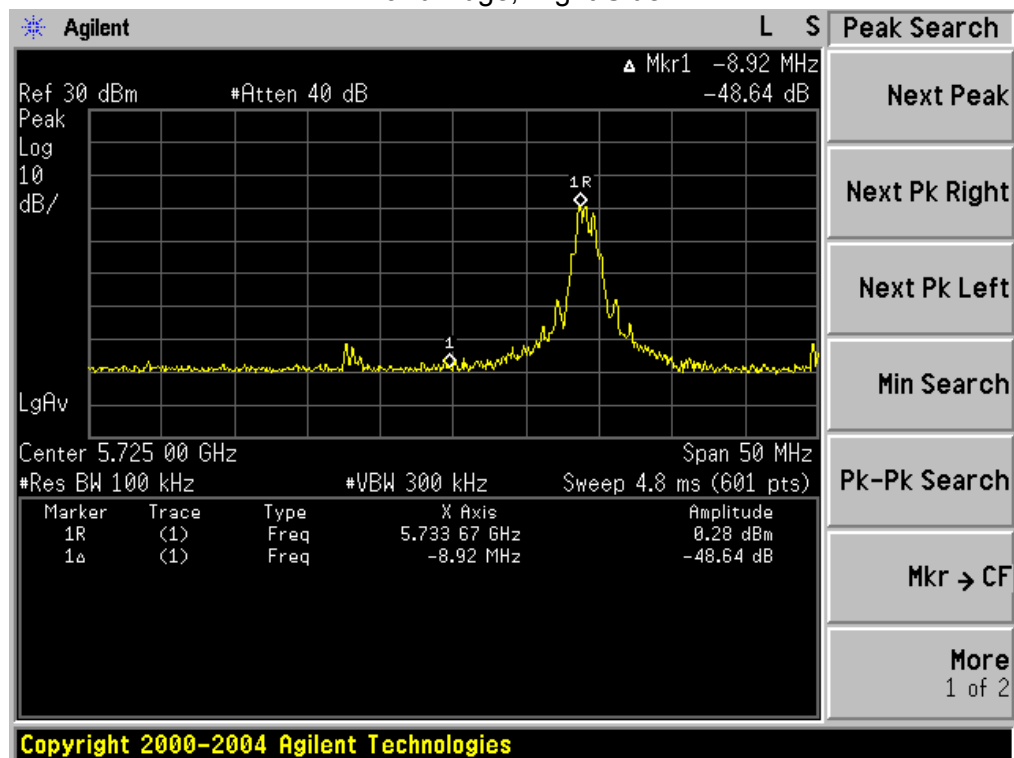 Agilent L S
Peak Search
Δ Mkr1 -8.92 MHz
Ref 30 dBm #Atten 40 dB -48.64 dB
Peak
Log
10
dB/
1R
1
LgAv
Center 5.725 00 GHz Span 50 MHz
#Res BW 100 kHz #VBW 300 kHz Sweep 4.8 ms (601 pts)
Marker Trace Type X Axis Amplitude
1R (1) Freq 5.733 67 GHz 0.28 dBm
1Δ (1) Freq -8.92 MHz -48.64 dB
Next Peak
Next Pk Right
Next Pk Left
Min Search
Pk-Pk Search
Mkr → CF
More
1 of 2
Copyright 2000-2004 Agilent Technologies